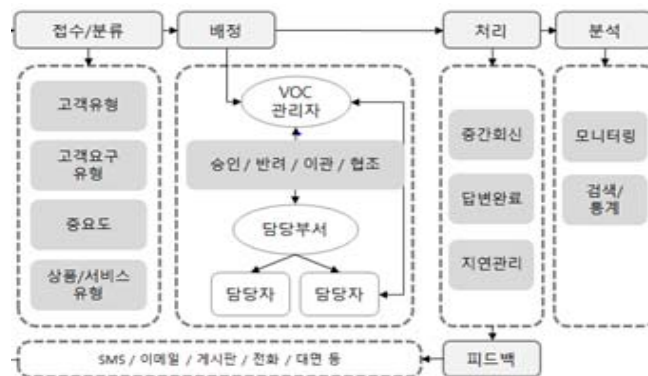 접수/분류
배정
처리
분석
고객유형
고객요구
유형
중요도
상품/서비스
유형
VOC
관리자
승인 / 반려 / 이관 / 협조
담당부서
담당자
담당자
중간회신
답변완료
지연관리
모니터링
검색/
통계
SMS / 이메일 / 게시판 / 전화 / 대면 등
피드백